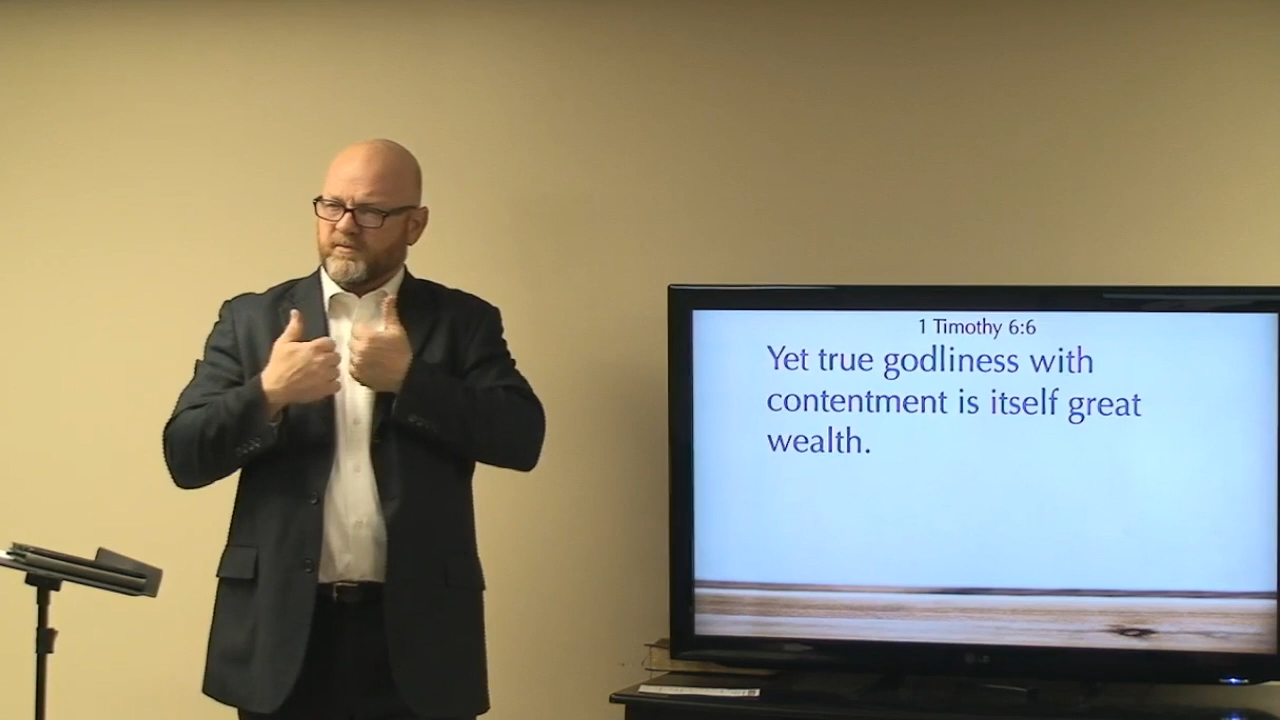 1 Timothy 6:6
Yet true godliness with
contentment is itself great
wealth.
LG